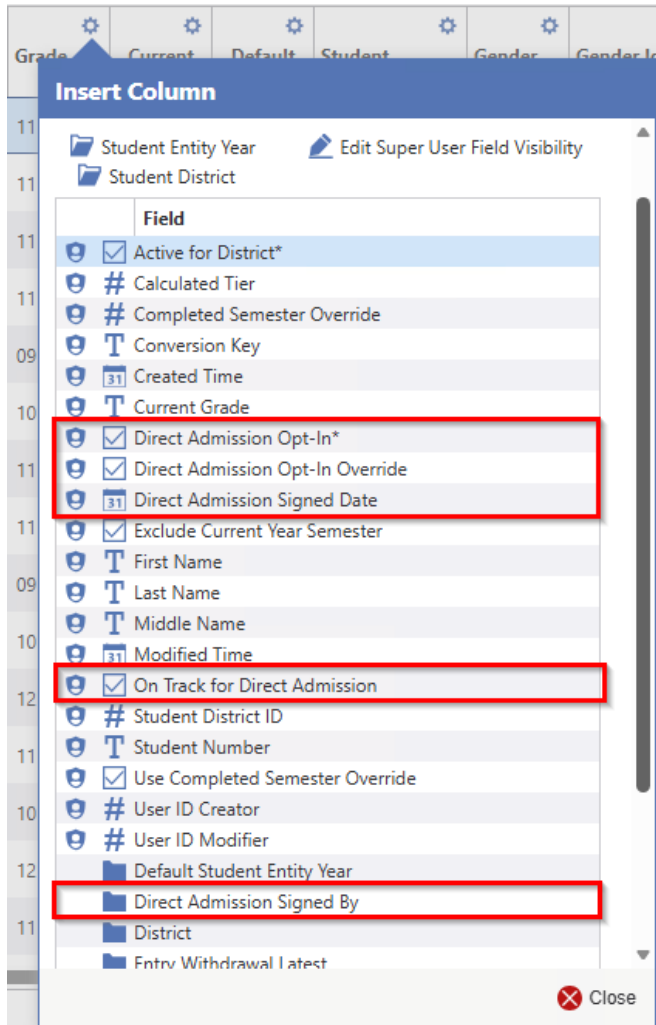 Grade Current Default Student Gender
Insert Column
Student Entity Year Edit Super User Field Visibility
Student District
Field
11 Active for District*
Calculated Tier
11 Completed Semester Override
Conversion Key
11 Created Time
Current Grade
11 Direct Admission Opt-In*
Direct Admission Opt-In Override
09 31 Direct Admission Signed Date
Exclude Current Year Semester
10 First Name
Last Name
11 Middle Name
31 Modified Time
11 On Track for Direct Admission
Student District ID
09 Student Number
Use Completed Semester Override
10 User ID Creator
User ID Modifier
12 Default Student Entity Year
Direct Admission Signed By
11 District
Entry Withdrawal Latest
10
12
11
Close